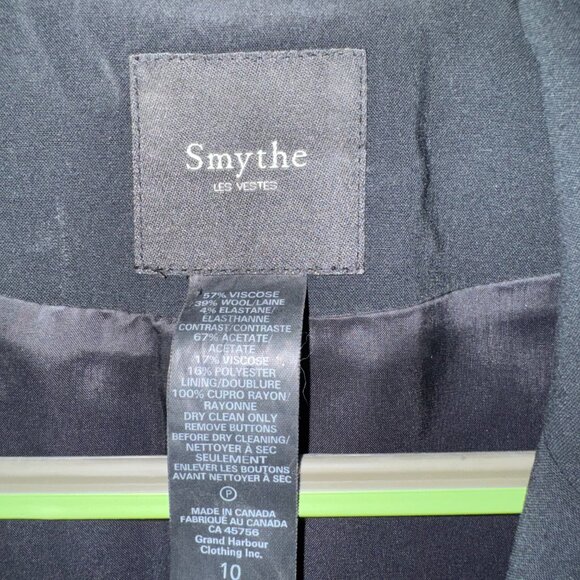 Smythe
LES VESTES
57% VISCOSE
39% WOOL/LAINE
4% ELASTANE/
ÉLASTHANNE
CONTRAST/CONTRASTE
67% ACETATE/
ACETATE
17% VISCOSE
16% POLYESTER
LINING/DOUBLURE
100% CUPRO RAYON/
RAYONNE
DRY CLEAN ONLY
REMOVE BUTTONS
BEFORE DRY CLEANING/
NETTOYER À SEC
SEULEMENT
ENLEVER LES BOUTONS
AVANT NETTOYER À SEC
P
MADE IN CANADA
FABRIQUÉ AU CANADA
CA 45756
Grand Harbour
Clothing Inc.
10